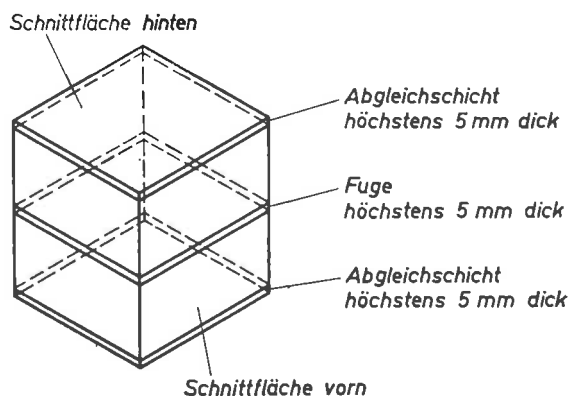 Schnittfläche hinten
Abgleichschicht
höchstens 5 mm dick
Fuge
höchstens 5 mm dick
Abgleichschicht
höchstens 5 mm dick
Schnittfläche vorn